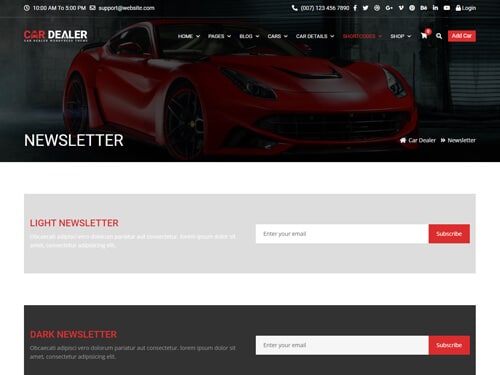 10:00 AM To 5:00 PM support@website.com (007) 123 456 7890 Login
CAR DEALER
CAR DEALER WORDPRESS THEME
HOME PAGES BLOG CARS CAR DETAILS SHORTCODES SHOP 0 Add Car
NEWSLETTER
Car Dealer Newsletter
LIGHT NEWSLETTER
Obcaecati adipisci vero dolorum pariatur aut consectetur. lorem ipsum dolor sit
amet, consectetur adipisicing elit.
Enter your email Subscribe
DARK NEWSLETTER
Obcaecati adipisci vero dolorum pariatur aut consectetur. lorem ipsum dolor sit
amet, consectetur adipisicing elit.
Enter your email Subscribe